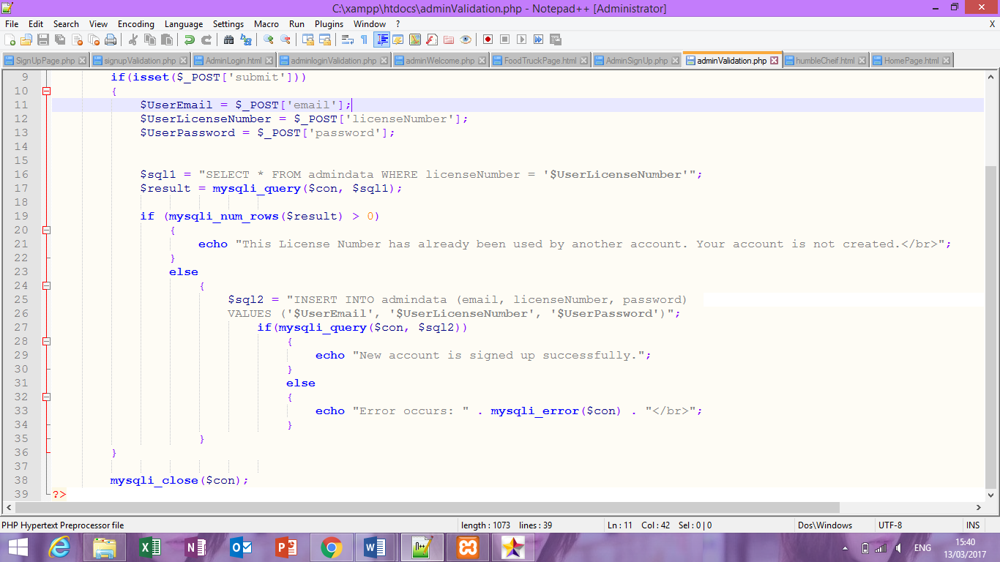 C:\xampp\htdocs\adminValidation.php - Notepad++ [Administrator]
File Edit Search View Encoding Language Settings Macro Run Plugins Window ? X
SignUpPage.php signupValidation.php AdminLogin.html adminloginValidation.php adminWelcome.php FoodTruckPage.html AdminSignUp.php adminValidation.php humbleCheif.html HomePage.html
9 if(isset($_POST['submit']))
10 {
11 $UserEmail = $_POST['email'];
12 $UserLicenseNumber = $_POST['licenseNumber'];
13 $UserPassword = $_POST['password'];
14
15
16 $sql1 = "SELECT * FROM admindata WHERE licenseNumber = '$UserLicenseNumber'";
17 $result = mysqli_query($con, $sql1);
18
19 if (mysqli_num_rows($result) > 0)
20 {
21 echo "This License Number has already been used by another account. Your account is not created.</br>";
22 }
23 else
24 {
25 $sql2 = "INSERT INTO admindata (email, licenseNumber, password)
26 VALUES ('$UserEmail', '$UserLicenseNumber', '$UserPassword')";
27 if(mysqli_query($con, $sql2))
28 {
29 echo "New account is signed up successfully.";
30 }
31 else
32 {
33 echo "Error occurs: " . mysqli_error($con) . "</br>";
34 }
35 }
36 }
37
38 mysqli_close($con);
39 ?>
PHP Hypertext Preprocessor file length : 1073 lines : 39 Ln : 11 Col : 42 Sel : 0 | 0 Dos\Windows UTF-8 INS
ENG 15:40
13/03/2017